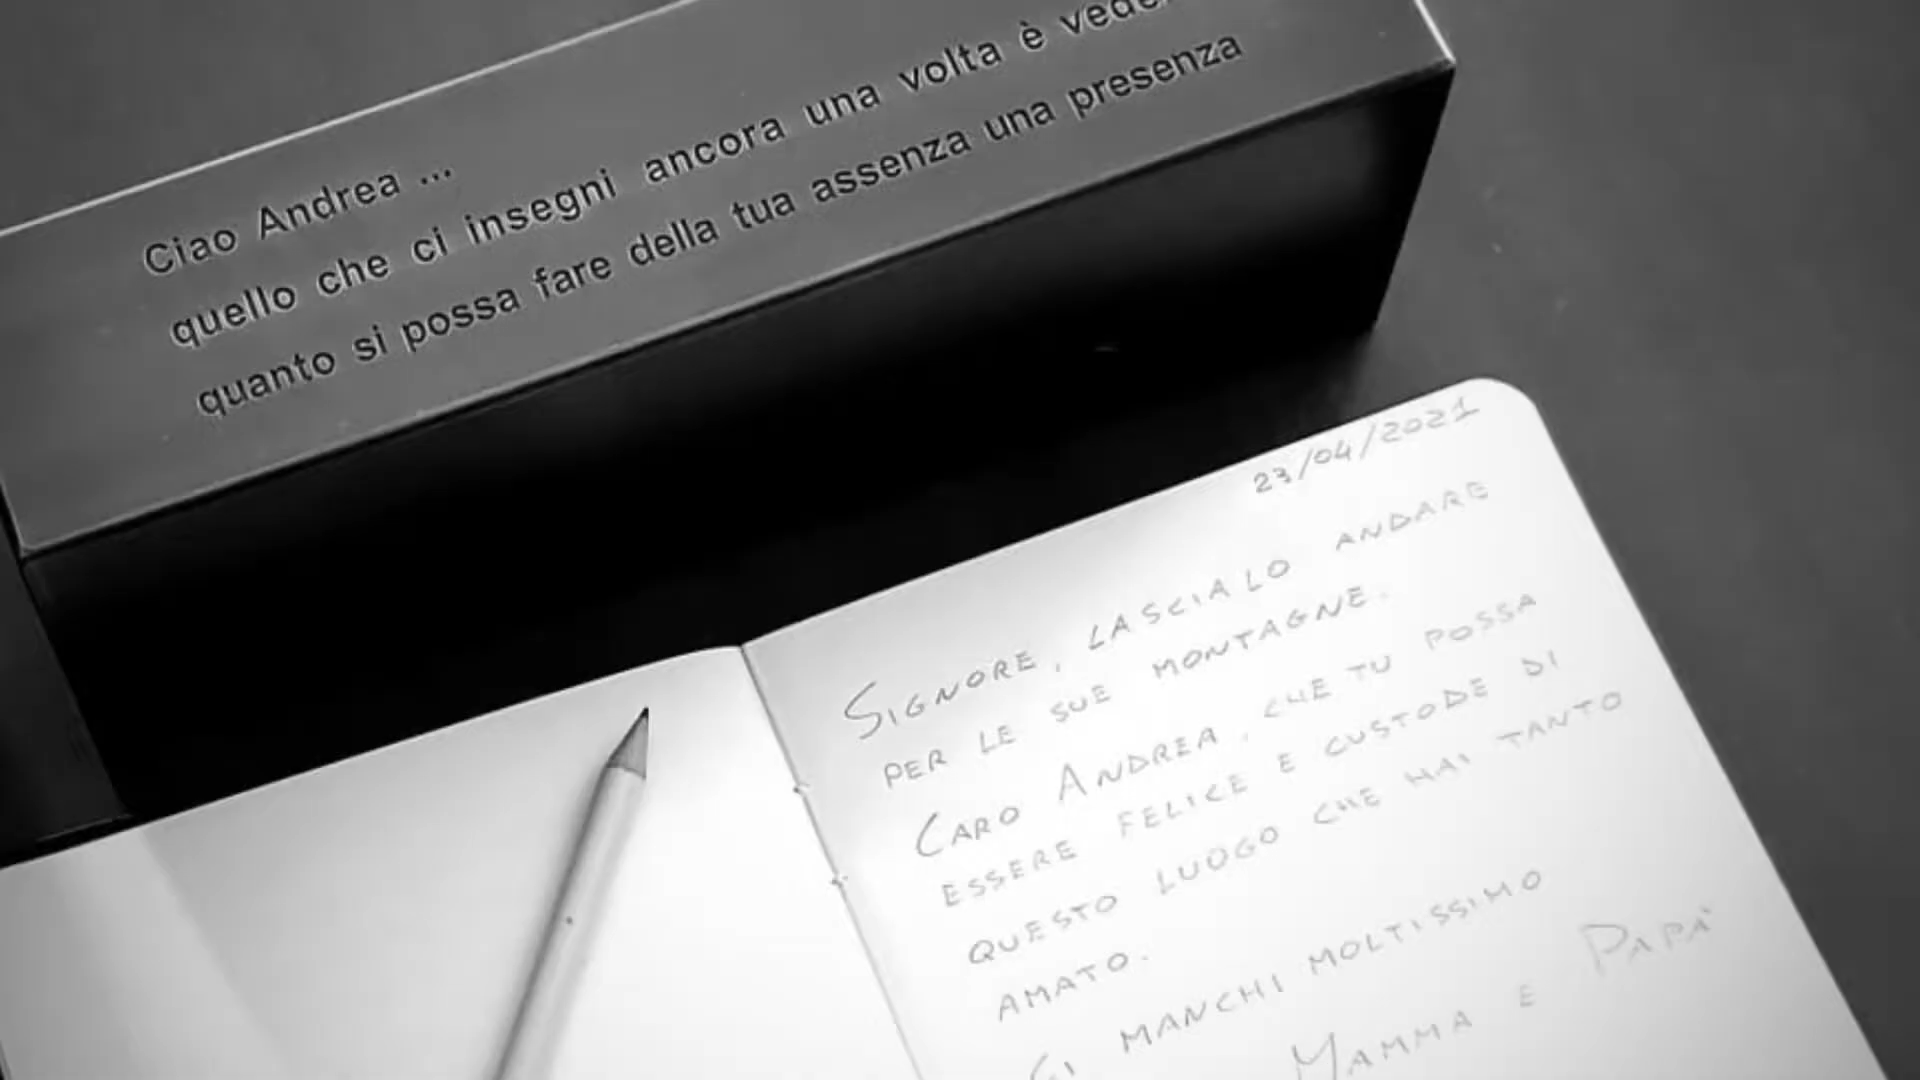 Ciao Andrea ...
quello che ci insegni ancora una volta è
quanto si possa fare della tua assenza una presenza
23/04/2021
SIGNORE, LASCIALO ANDARE
PER LE SUE MONTAGNE.
CARO ANDREA, CHE TU POSSA
ESSERE FELICE E CUSTODE DI
QUESTO LUOGO CHE HAI TANTO
AMATO.
CI MANCHI MOLTISSIMO
MAMMA E PAPA'